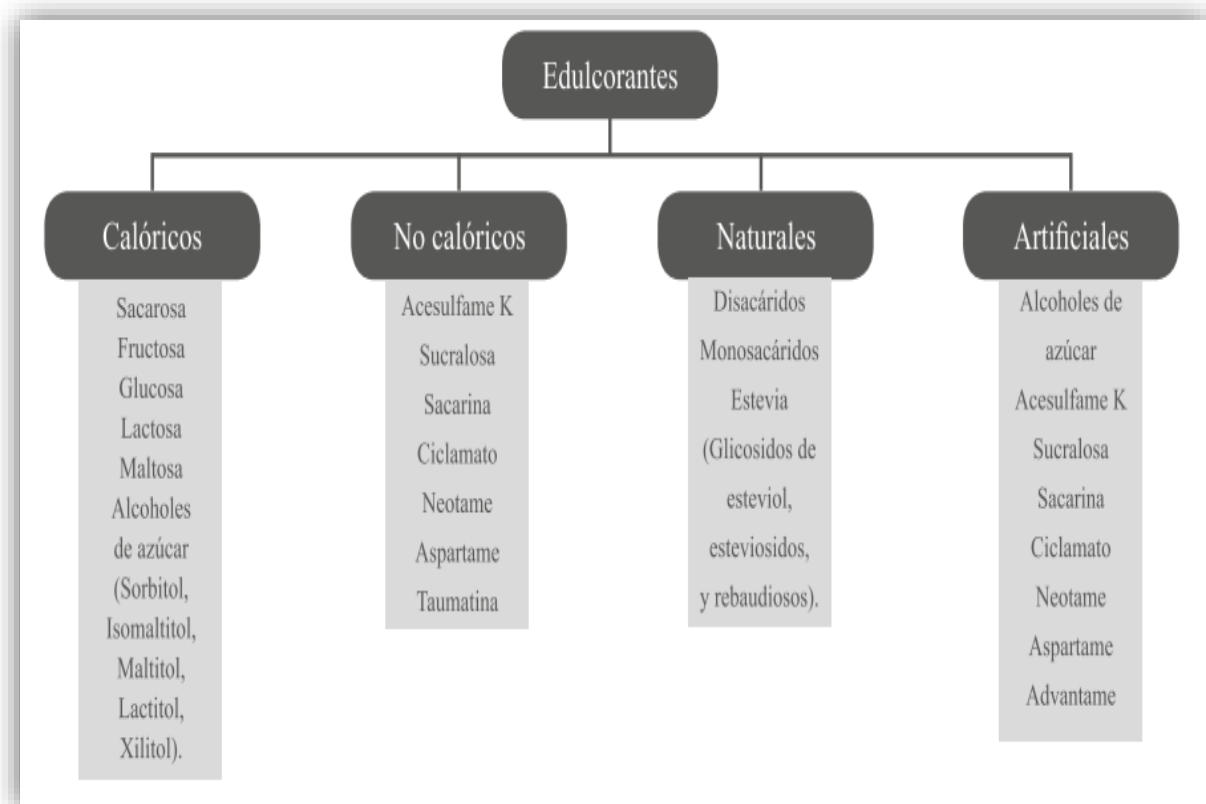 Edulcorantes
Calóricos
Sacarosa
Fructosa
Glucosa
Lactosa
Maltosa
Alcoholes
de azúcar
(Sorbitol,
Isomaltitol,
Maltitol,
Lactitol,
Xilitol).
No calóricos
Acesulfame K
Sucralosa
Sacarina
Ciclamato
Neotame
Aspartame
Taumatina
Naturales
Disacáridos
Monosacáridos
Estevia
(Glicosidos de
esteviol,
esteviosidos,
y rebaudiosos).
Artificiales
Alcoholes de
azúcar
Acesulfame K
Sucralosa
Sacarina
Ciclamato
Neotame
Aspartame
Advantame